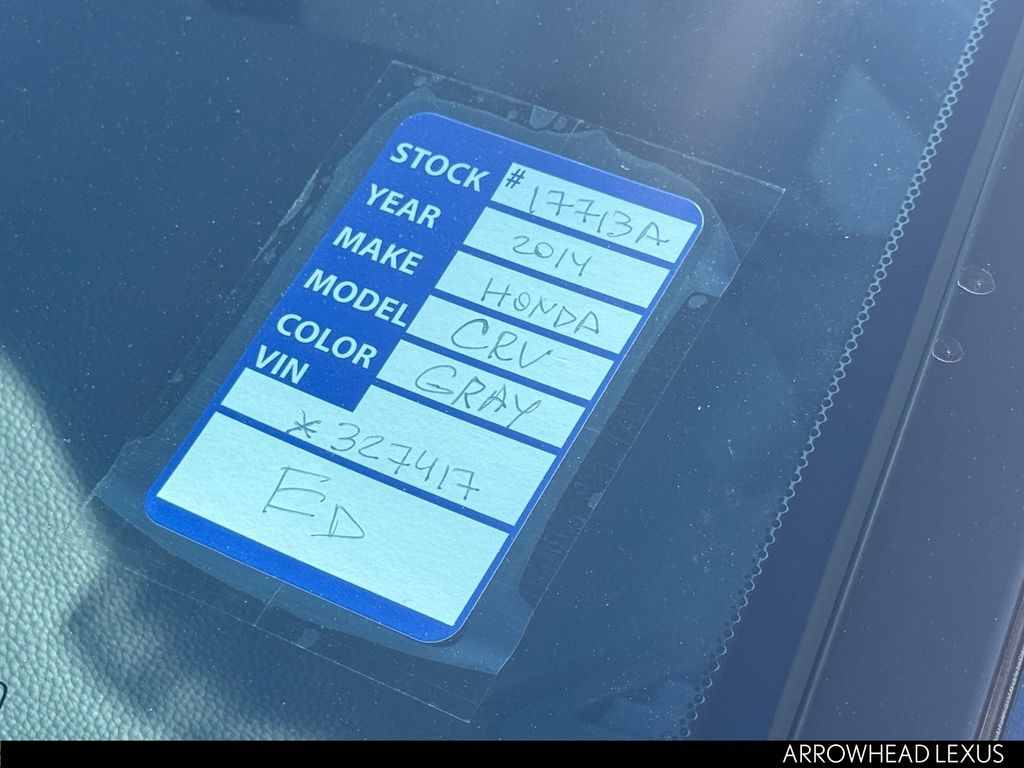 STOCK # 17713A
YEAR 2014
MAKE HONDA
MODEL CRV
COLOR GRAY
VIN
* 327417
ED
ARROWHEAD LEXUS